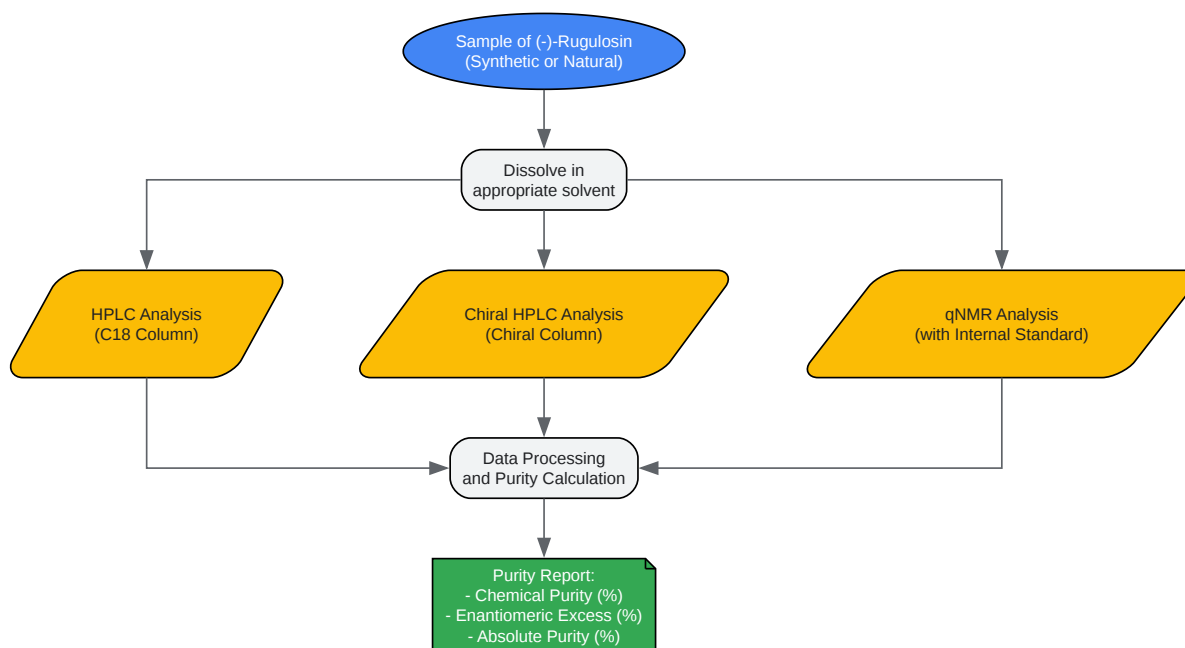 Sample of (-)-Rugulosin
(Synthetic or Natural)
Dissolve in
appropriate solvent
HPLC Analysis
(C18 Column)
Chiral HPLC Analysis
(Chiral Column)
qNMR Analysis
(with Internal Standard)
Data Processing
and Purity Calculation
Purity Report:
- Chemical Purity (%)
- Enantiomeric Excess (%)
- Absolute Purity (%)